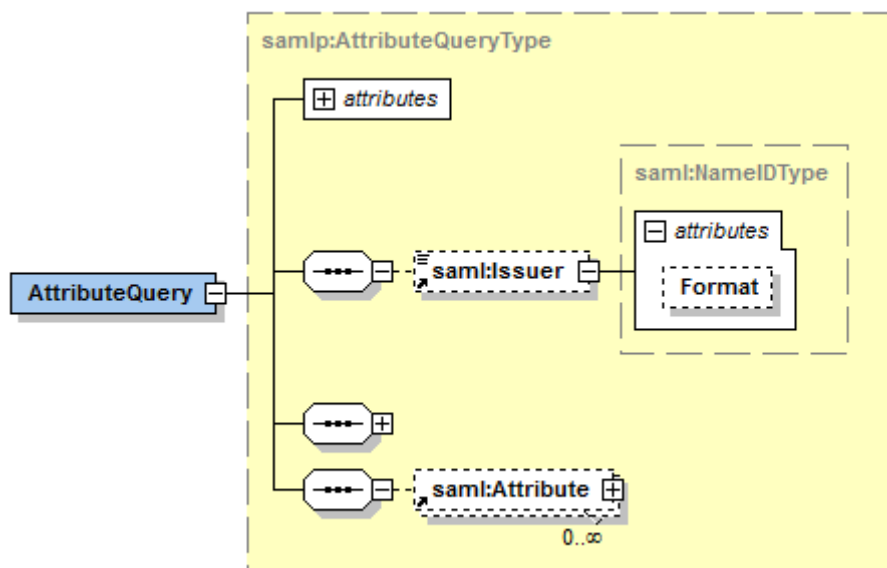 samlp:AttributeQueryType
attributes
saml:NameIDType
attributes
saml:Issuer
Format
AttributeQuery
saml:Attribute
0..∞